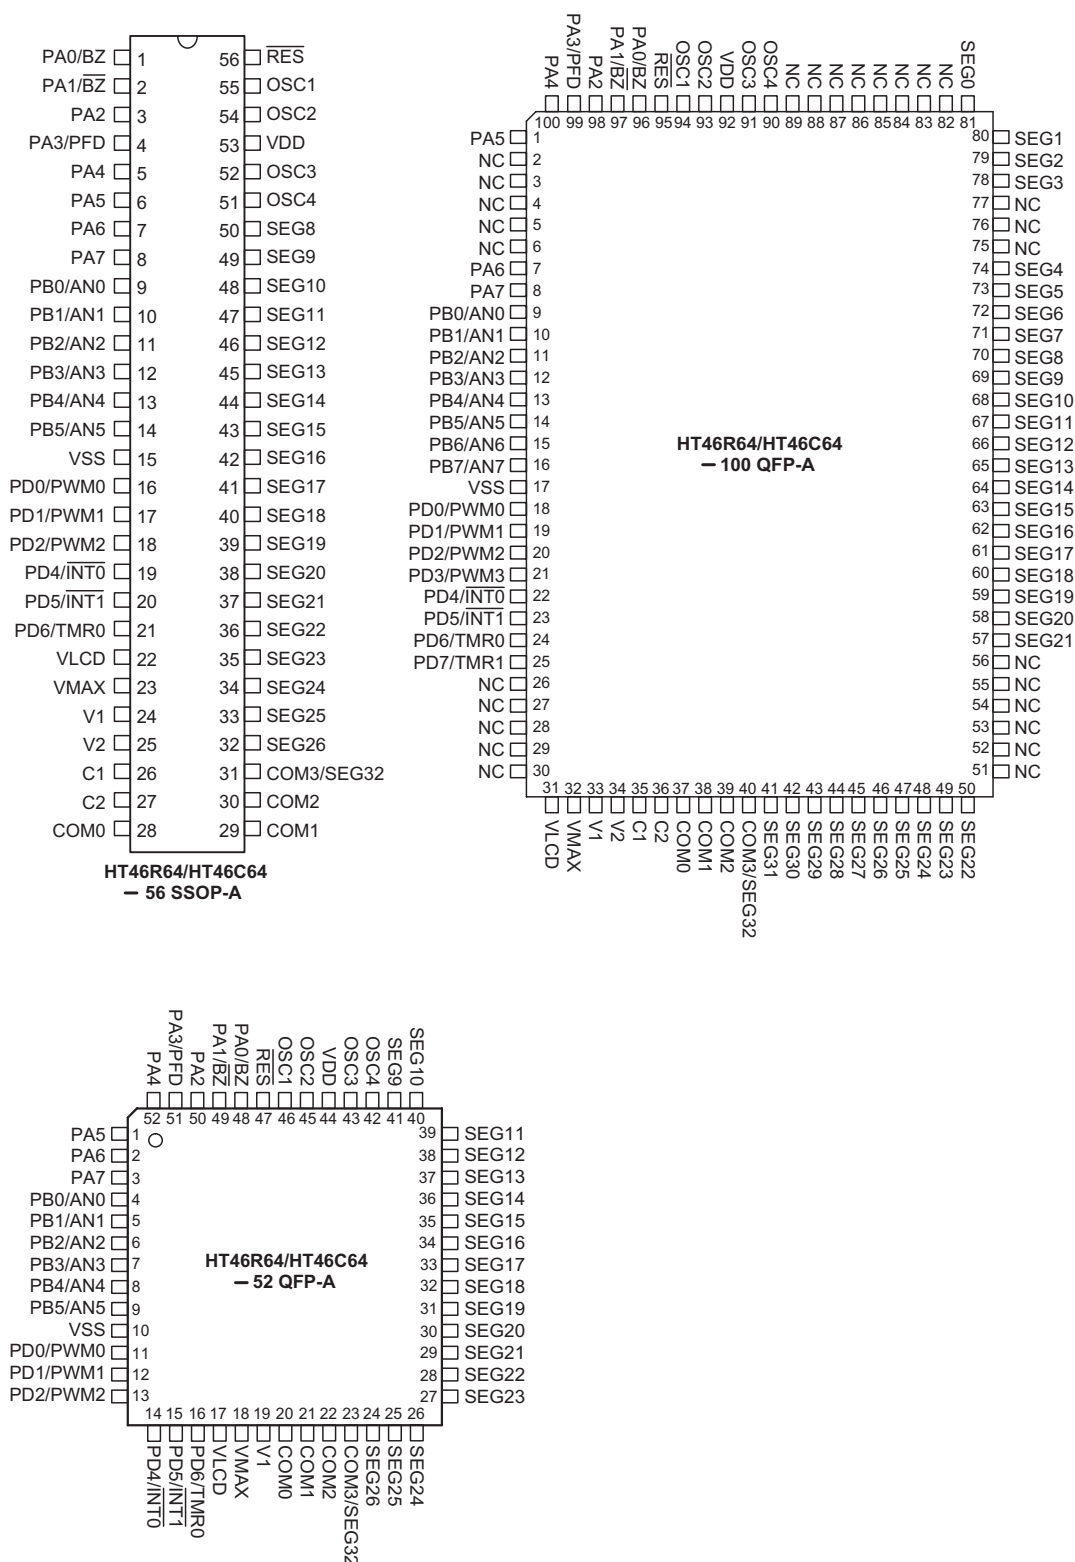 PA0/BZ 1 56 RES
PA1/BZ 2 55 OSC1
PA2 3 54 OSC2
PA3/PFD 4 53 VDD
PA4 5 52 OSC3
PA5 6 51 OSC4
PA6 7 50 SEG8
PA7 8 49 SEG9
PB0/AN0 9 48 SEG10
PB1/AN1 10 47 SEG11
PB2/AN2 11 46 SEG12
PB3/AN3 12 45 SEG13
PB4/AN4 13 44 SEG14
PB5/AN5 14 43 SEG15
VSS 15 42 SEG16
PD0/PWM0 16 41 SEG17
PD1/PWM1 17 40 SEG18
PD2/PWM2 18 39 SEG19
PD4/INT0 19 38 SEG20
PD5/INT1 20 37 SEG21
PD6/TMR0 21 36 SEG22
VLCD 22 35 SEG23
VMAX 23 34 SEG24
V1 24 33 SEG25
V2 25 32 SEG26
C1 26 31 COM3/SEG32
C2 27 30 COM2
COM0 28 29 COM1
HT46R64/HT46C64
– 56 SSOP-A
PA4 PA3/PFD PA2 PA1/BZ PA0/BZ RES OSC1 OSC2 VDD OSC3 OSC4 NC NC NC NC NC NC NC NC SEG0
100 99 98 97 96 95 94 93 92 91 90 89 88 87 86 85 84 83 82 81
PA5 1 80 SEG1
NC 2 79 SEG2
NC 3 78 SEG3
NC 4 77 NC
NC 5 76 NC
NC 6 75 NC
PA6 7 74 SEG4
PA7 8 73 SEG5
PB0/AN0 9 72 SEG6
PB1/AN1 10 71 SEG7
PB2/AN2 11 70 SEG8
PB3/AN3 12 69 SEG9
PB4/AN4 13 68 SEG10
PB5/AN5 14 67 SEG11
PB6/AN6 15 66 SEG12
PB7/AN7 16 65 SEG13
VSS 17 64 SEG14
PD0/PWM0 18 63 SEG15
PD1/PWM1 19 62 SEG16
PD2/PWM2 20 61 SEG17
PD3/PWM3 21 60 SEG18
PD4/INT0 22 59 SEG19
PD5/INT1 23 58 SEG20
PD6/TMR0 24 57 SEG21
PD7/TMR1 25 56 NC
NC 26 55 NC
NC 27 54 NC
NC 28 53 NC
NC 29 52 NC
NC 30 51 NC
HT46R64/HT46C64
– 100 QFP-A
31 32 33 34 35 36 37 38 39 40 41 42 43 44 45 46 47 48 49 50
VLCD VMAX V1 V2 C1 C2 COM0 COM1 COM2 COM3/SEG32 SEG31 SEG30 SEG29 SEG28 SEG27 SEG26 SEG25 SEG24 SEG23 SEG22
PA4 PA3/PFD PA2 PA1/BZ PA0/BZ RES OSC1 OSC2 VDD OSC3 OSC4 SEG9 SEG10
52 51 50 49 48 47 46 45 44 43 42 41 40
PA5 1 39 SEG11
PA6 2 38 SEG12
PA7 3 37 SEG13
PB0/AN0 4 36 SEG14
PB1/AN1 5 35 SEG15
PB2/AN2 6 34 SEG16
PB3/AN3 7 33 SEG17
PB4/AN4 8 32 SEG18
PB5/AN5 9 31 SEG19
VSS 10 30 SEG20
PD0/PWM0 11 29 SEG21
PD1/PWM1 12 28 SEG22
PD2/PWM2 13 27 SEG23
HT46R64/HT46C64
– 52 QFP-A
14 15 16 17 18 19 20 21 22 23 24 25 26
PD4/INT0 PD5/INT1 PD6/TMR0 VLCD VMAX V1 COM0 COM1 COM2 COM3/SEG32 SEG26 SEG25 SEG24